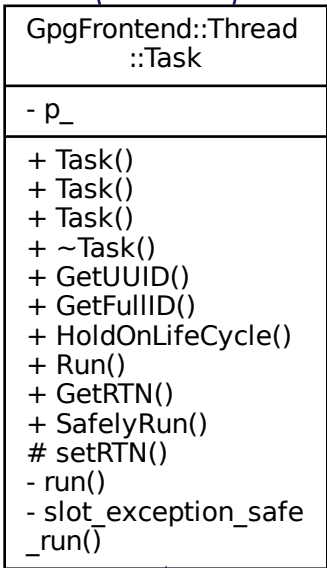 GpgFrontend::Thread
::Task
- p_
+ Task()
+ Task()
+ Task()
+ ~Task()
+ GetUUID()
+ GetFullID()
+ HoldOnLifeCycle()
+ Run()
+ GetRTN()
+ SafelyRun()
# setRTN()
- run()
- slot_exception_safe
_run()